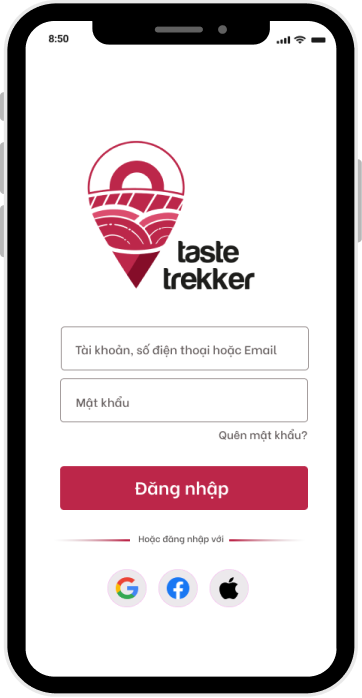 8:50
taste
trekker
Tài khoản, số điện thoại hoặc Email
Mật khẩu
Quên mật khẩu?
Đăng nhập
Hoặc đăng nhập với